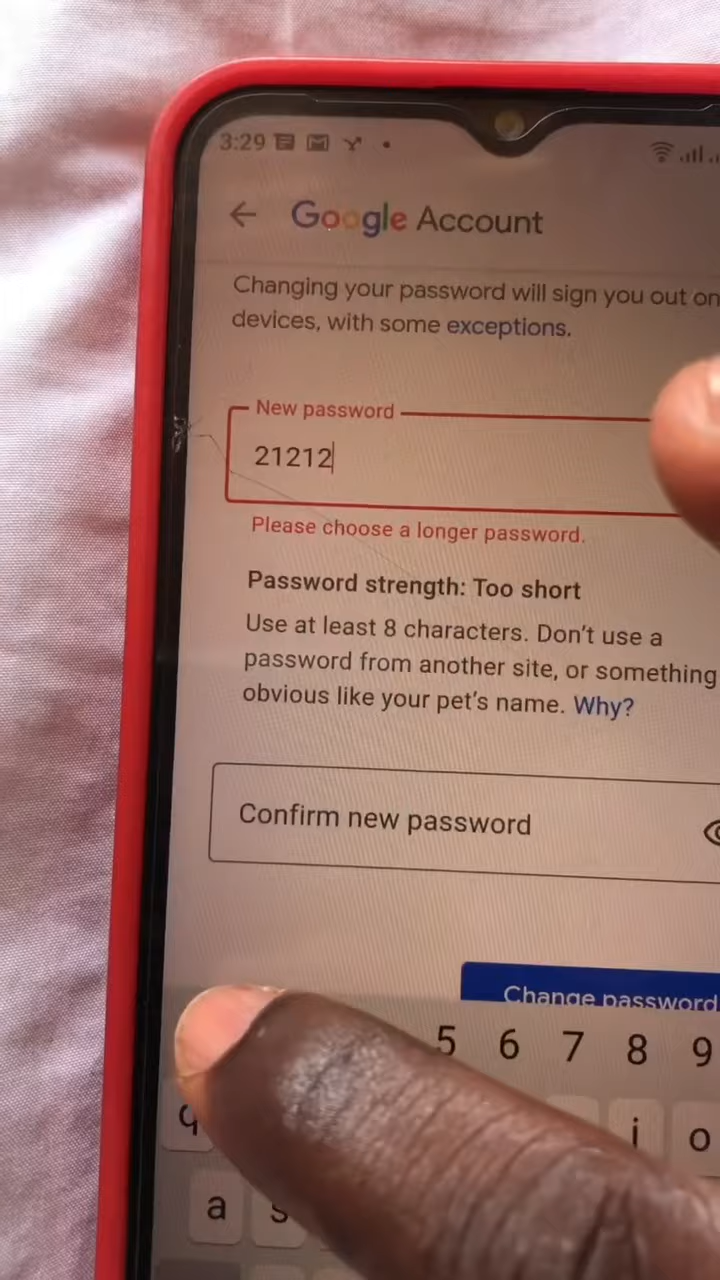 3:29
Google Account
Changing your password will sign you out on
devices, with some exceptions.
New password
21212
Please choose a longer password.
Password strength: Too short
Use at least 8 characters. Don't use a
password from another site, or something
obvious like your pet's name. Why?
Confirm new password
Change password
5 6 7 8 9
q i o
a s